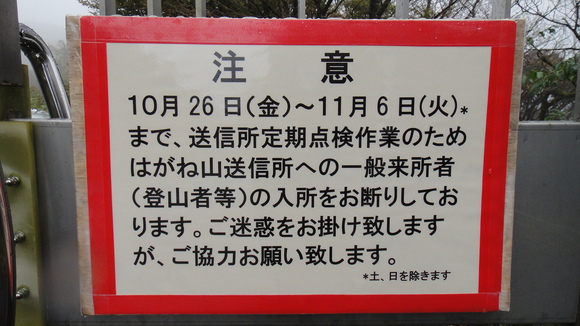 注 意
10月26日(金)～11月6日(火)*
まで、送信所定期点検作業のため
はがね山送信所への一般来所者
(登山者等)の入所をお断りしてお
ります。ご迷惑をお掛け致します
が、ご協力お願い致します。
*土、日を除きます